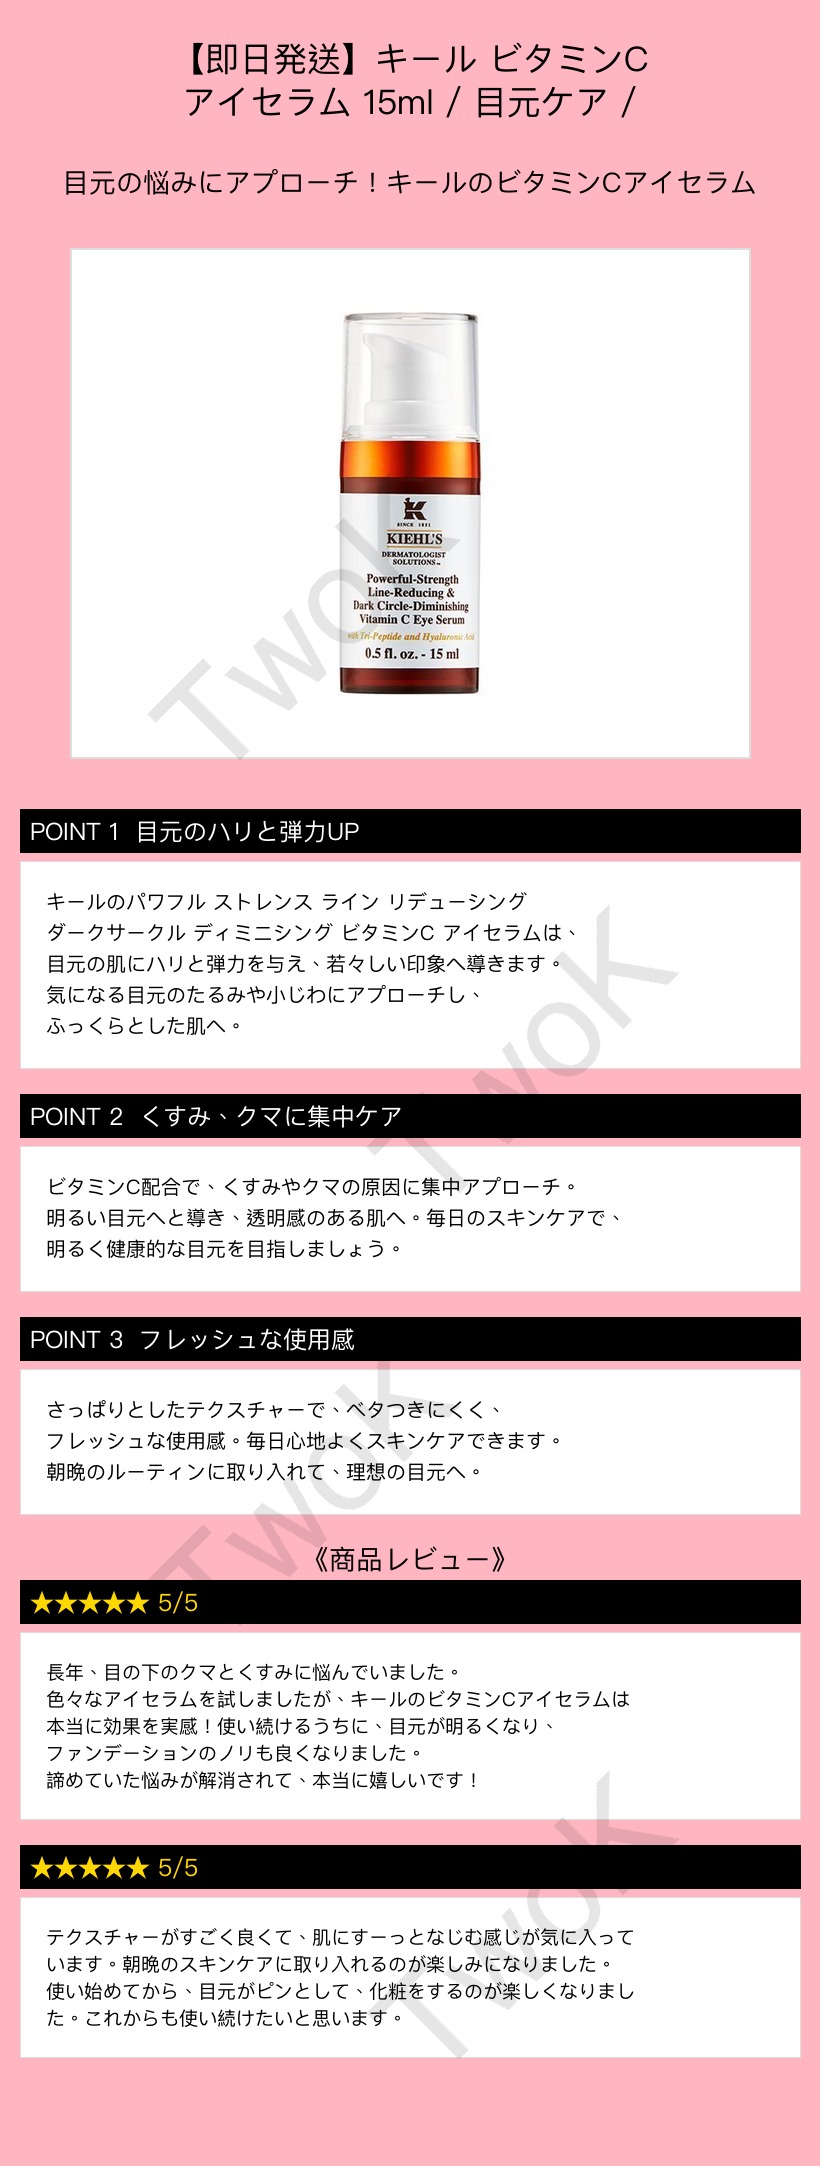 【即日発送】キール ビタミンC
アイセラム 15ml / 目元ケア /
目元の悩みにアプローチ！キールのビタミンCアイセラム
SINCE 1851
KIEHL'S
DERMATOLOGIST
SOLUTIONS™
Powerful-Strength
Line-Reducing &
Dark Circle-Diminishing
Vitamin C Eye Serum
with Tri-Peptide and Hyaluronic Acid
0.5 fl. oz. - 15 ml
TwoK
POINT 1 目元のハリと弾力UP
キールのパワフル ストレンス ライン リデューシング
ダークサークル ディミニシング ビタミンC アイセラムは、
目元の肌にハリと弾力を与え、若々しい印象へ導きます。
気になる目元のたるみや小じわにアプローチし、
ふっくらとした肌へ。
TwoK
POINT 2 くすみ、クマに集中ケア
ビタミンC配合で、くすみやクマの原因に集中アプローチ。
明るい目元へと導き、透明感のある肌へ。毎日のスキンケアで、
明るく健康的な目元を目指しましょう。
POINT 3 フレッシュな使用感
さっぱりとしたテクスチャーで、ベタつきにくく、
フレッシュな使用感。毎日心地よくスキンケアできます。
朝晩のルーティンに取り入れて、理想の目元へ。
TwoK
《商品レビュー》
★★★★★ 5/5
長年、目の下のクマとくすみに悩んでいました。
色々なアイセラムを試しましたが、キールのビタミンCアイセラムは
本当に効果を実感！使い続けるうちに、目元が明るくなり、
ファンデーションのノリも良くなりました。
諦めていた悩みが解消されて、本当に嬉しいです！
★★★★★ 5/5
テクスチャーがすごく良くて、肌にすーっとなじむ感じが気に入って
います。朝晩のスキンケアに取り入れるのが楽しみになりました。
使い始めてから、目元がピンとして、化粧をするのが楽しくなりまし
た。これからも使い続けたいと思います。
TwoK